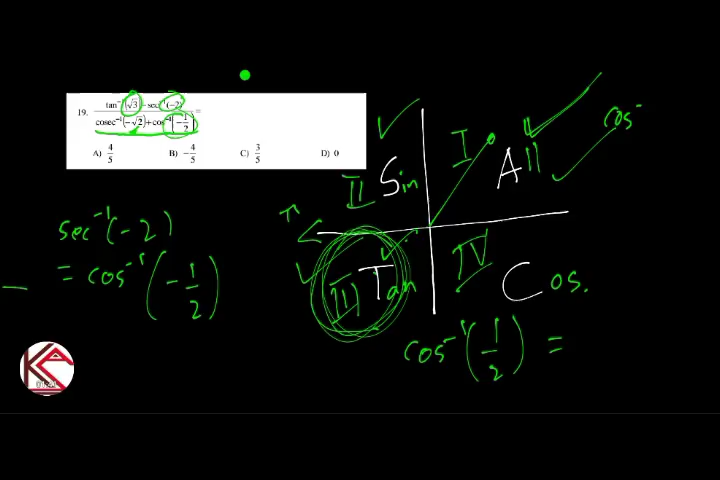 19. tan⁻¹(√3) − sec⁻¹(−2)
cosec⁻¹(−√2) + cos⁻¹(−1/2) =
A) 4/5 B) −4/5 C) 3/5 D) 0
cos⁻
I
II Sin All
sec⁻¹(−2)
= cos⁻¹(−1/2)
III Tan IV Cos.
cos⁻¹(1/2) =